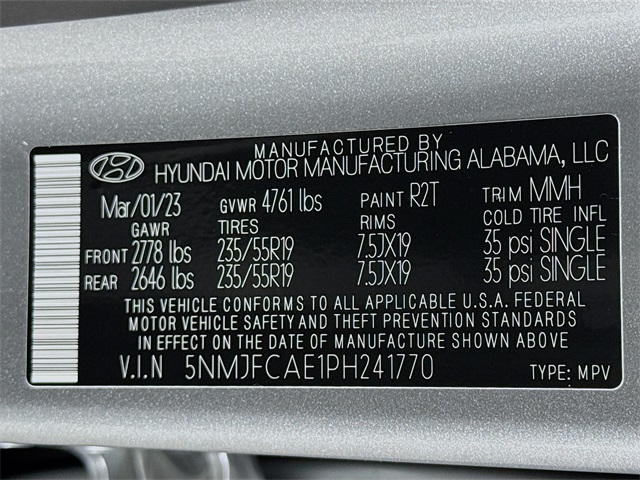 MANUFACTURED BY
HYUNDAI MOTOR MANUFACTURING ALABAMA, LLC
Mar/01/23 GVWR 4761 lbs PAINT R2T TRIM MMH
GAWR TIRES RIMS COLD TIRE INFL
FRONT 2778 lbs 235/55R19 7.5JX19 35 psi SINGLE
REAR 2646 lbs 235/55R19 7.5JX19 35 psi SINGLE
THIS VEHICLE CONFORMS TO ALL APPLICABLE U.S.A. FEDERAL
MOTOR VEHICLE SAFETY AND THEFT PREVENTION STANDARDS
IN EFFECT ON THE DATE OF MANUFACTURE SHOWN ABOVE
V.I.N 5NMJFCAE1PH241770 TYPE: MPV